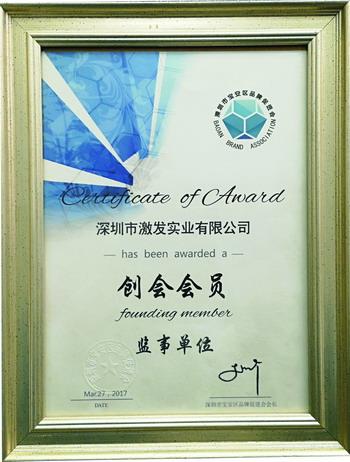 深圳市宝安区品牌促进会
BAOAN BRAND ASSOCIATION
Certificate of Award
深圳市激发实业有限公司
has been awarded a
创会会员
founding member
监事单位
Mar.27, 2017
DATE
深圳市宝安区品牌促进会会长